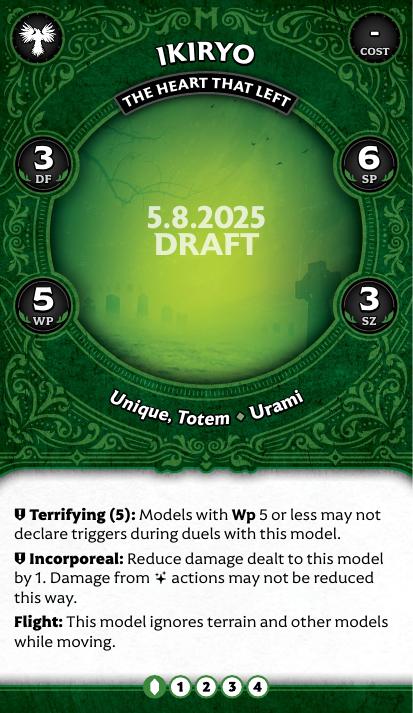 -
COST
IKIRYO
THE HEART THAT LEFT
3
DF
6
SP
5.8.2025
DRAFT
5
WP
3
SZ
Unique, Totem ◆ Urami
Terrifying (5): Models with Wp 5 or less may not
declare triggers during duels with this model.
Incorporeal: Reduce damage dealt to this model
by 1. Damage from actions may not be reduced
this way.
Flight: This model ignores terrain and other models
while moving.
1 2 3 4